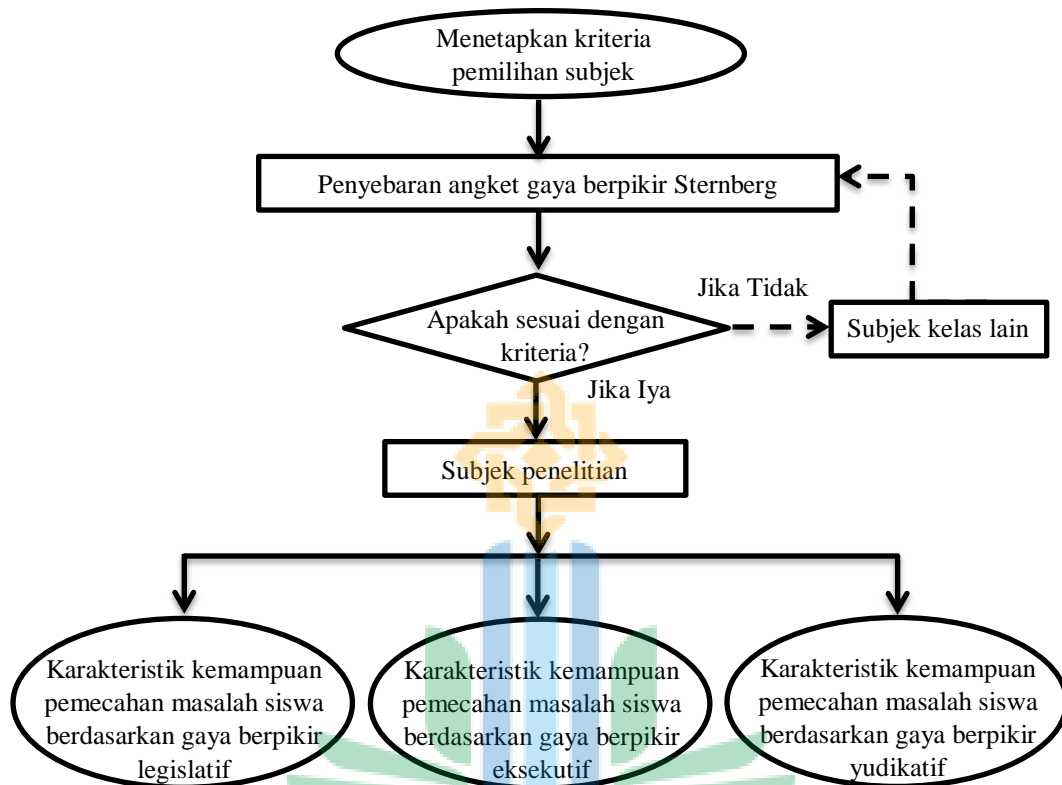 Menetapkan kriteria
pemilihan subjek
Penyebaran angket gaya berpikir Sternberg
Jika Tidak
Apakah sesuai dengan
kriteria?
Subjek kelas lain
Jika Iya
Subjek penelitian
Karakteristik kemampuan
pemecahan masalah siswa
berdasarkan gaya berpikir
legislatif
Karakteristik kemampuan
pemecahan masalah siswa
berdasarkan gaya berpikir
eksekutif
Karakteristik kemampuan
pemecahan masalah siswa
berdasarkan gaya berpikir
yudikatif